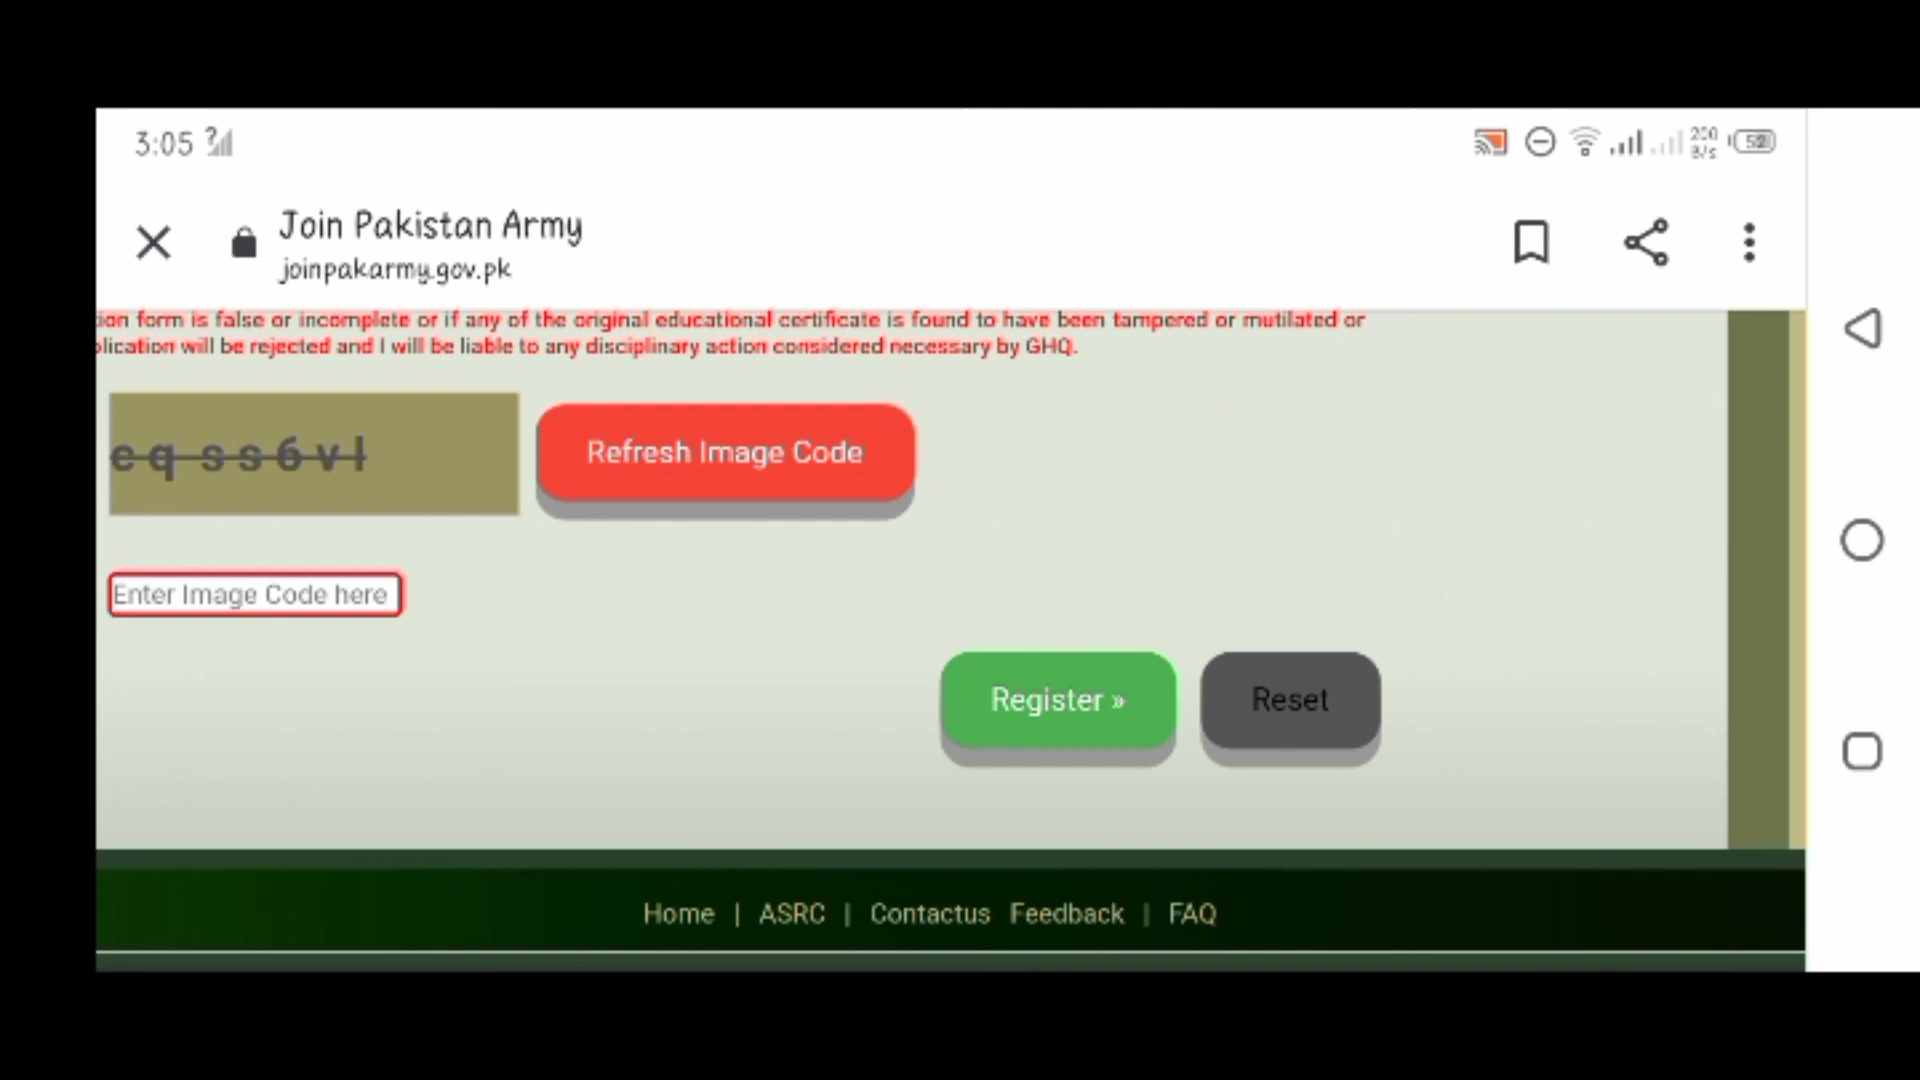 3:05
200
B/s
52
Join Pakistan Army
joinpakarmy.gov.pk
form is false or incomplete or if any of the original educational certificate is found to have been tampered or mutilated or
will be rejected and I will be liable to any disciplinary action considered necessary by GHQ.
Refresh Image Code
Enter Image Code here
Register »
Reset
Home | ASRC | Contactus Feedback | FAQ